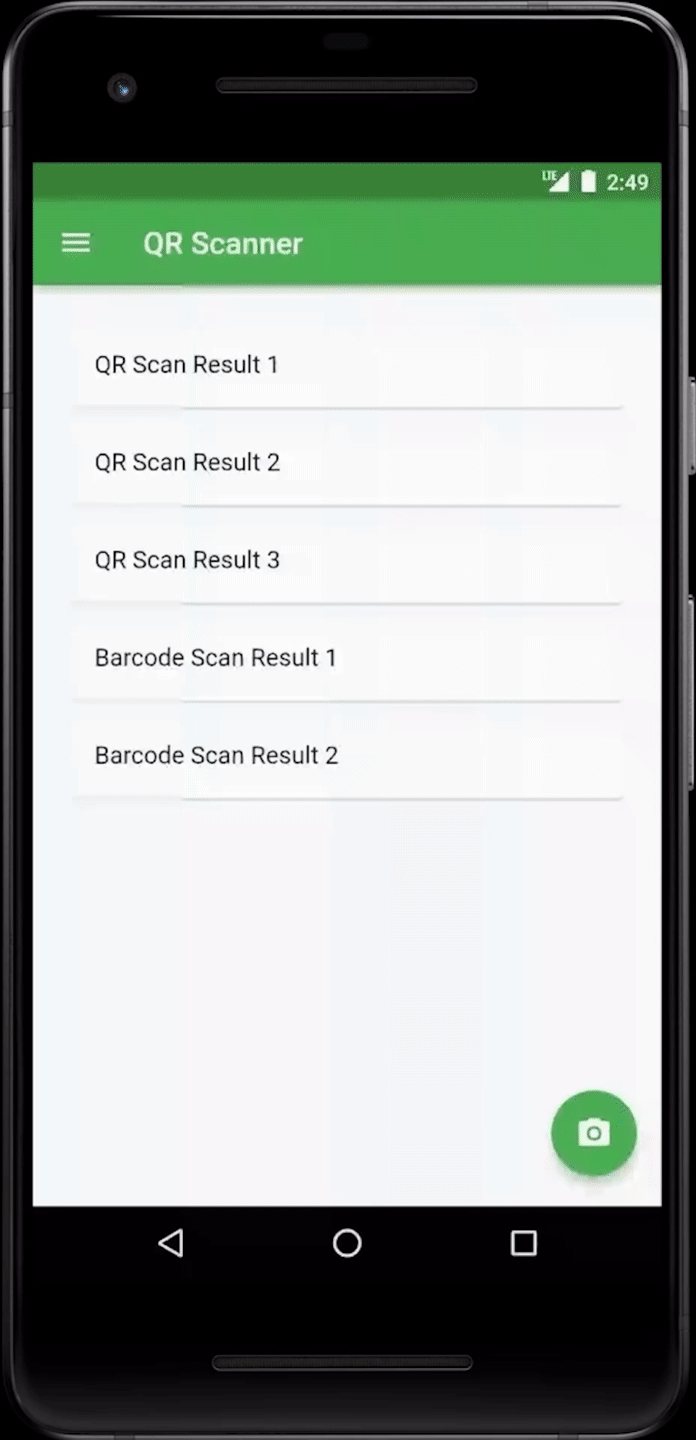 LTE 2:49
QR Scanner
QR Scan Result 1
QR Scan Result 2
QR Scan Result 3
Barcode Scan Result 1
Barcode Scan Result 2